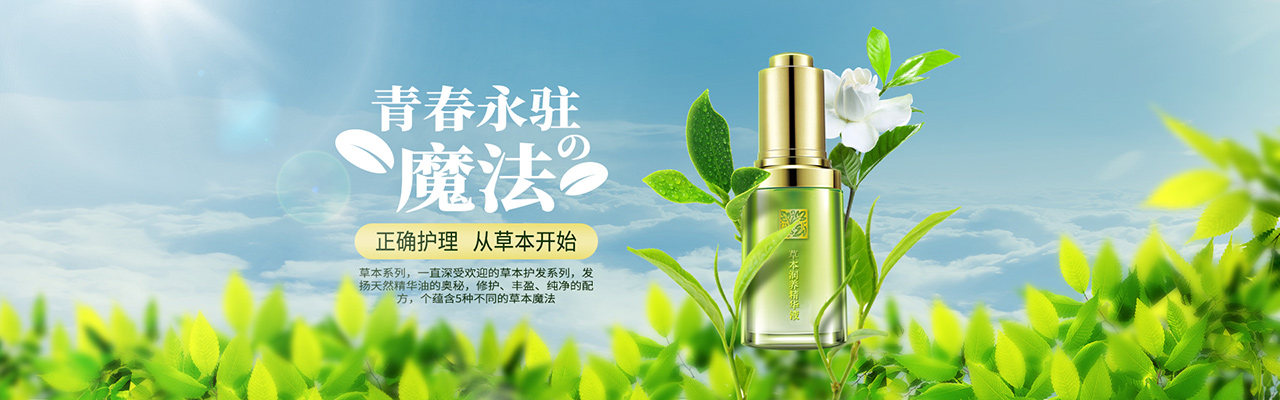 青春永驻
の
魔法
正确护理 从草本开始
草本系列，一直深受欢迎的草本护发系列，发
扬天然精华油的奥秘，修护、丰盈、纯净的配
方，个蕴含5种不同的草本魔法
草本润养精华液